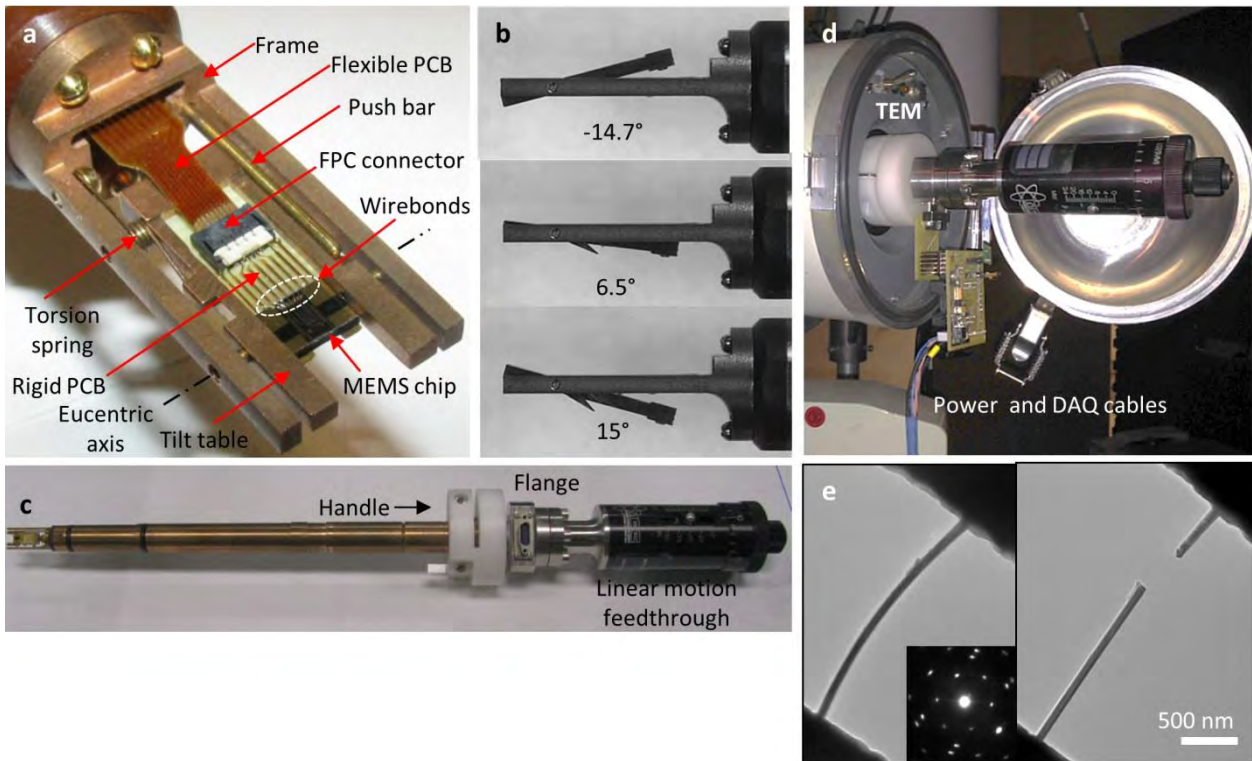 a
Frame
Flexible PCB
Push bar
FPC connector
Wirebonds
Torsion
spring
Rigid PCB
Eucentric
axis
Tilt table
MEMS chip
b
-14.7°
6.5°
15°
d
TEM
Power and DAQ cables
c
Handle
Flange
Linear motion
feedthrough
e
500 nm